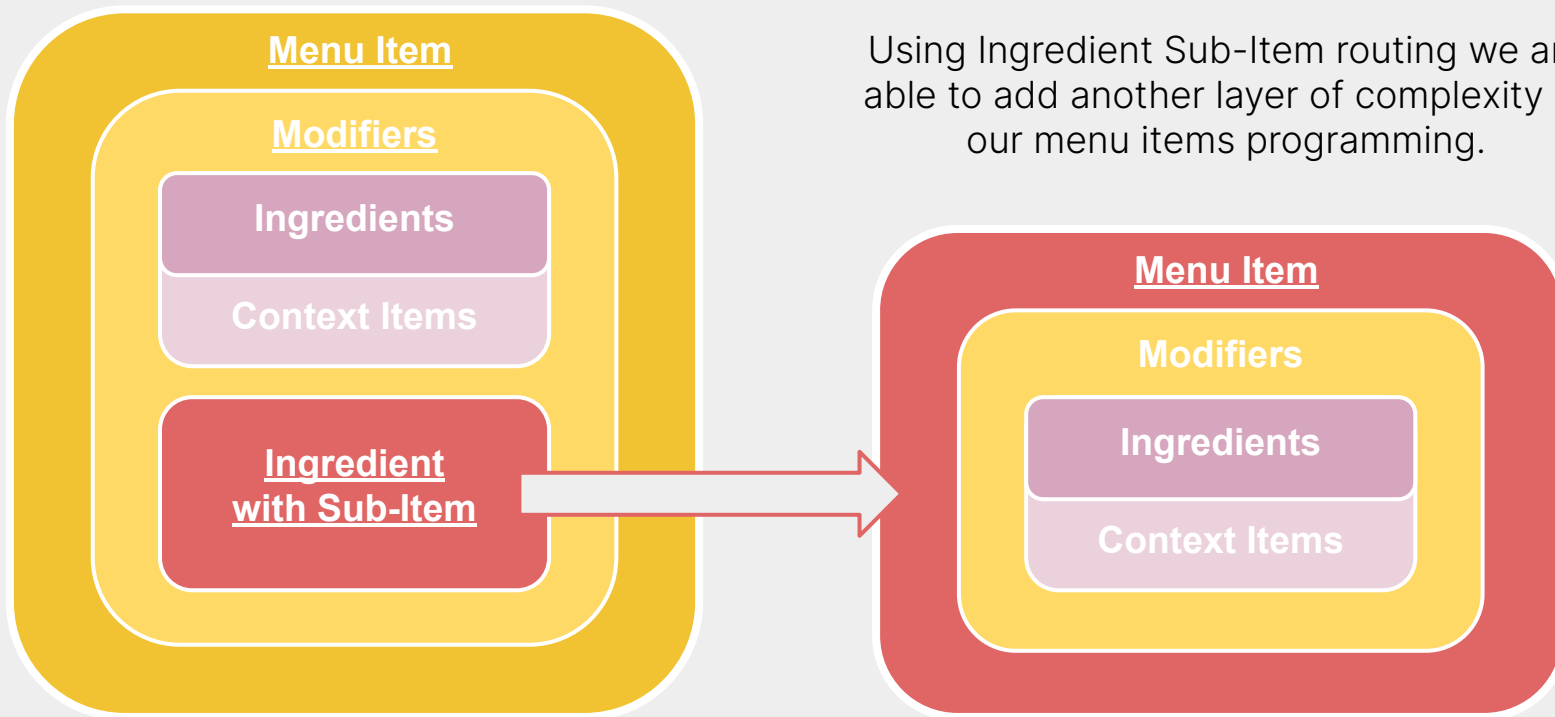 Menu Item
Modifiers
Ingredients
Context Items
Ingredient
with Sub-Item
Using Ingredient Sub-Item routing we
able to add another layer of complexity
our menu items programming.
Menu Item
Modifiers
Ingredients
Context Items